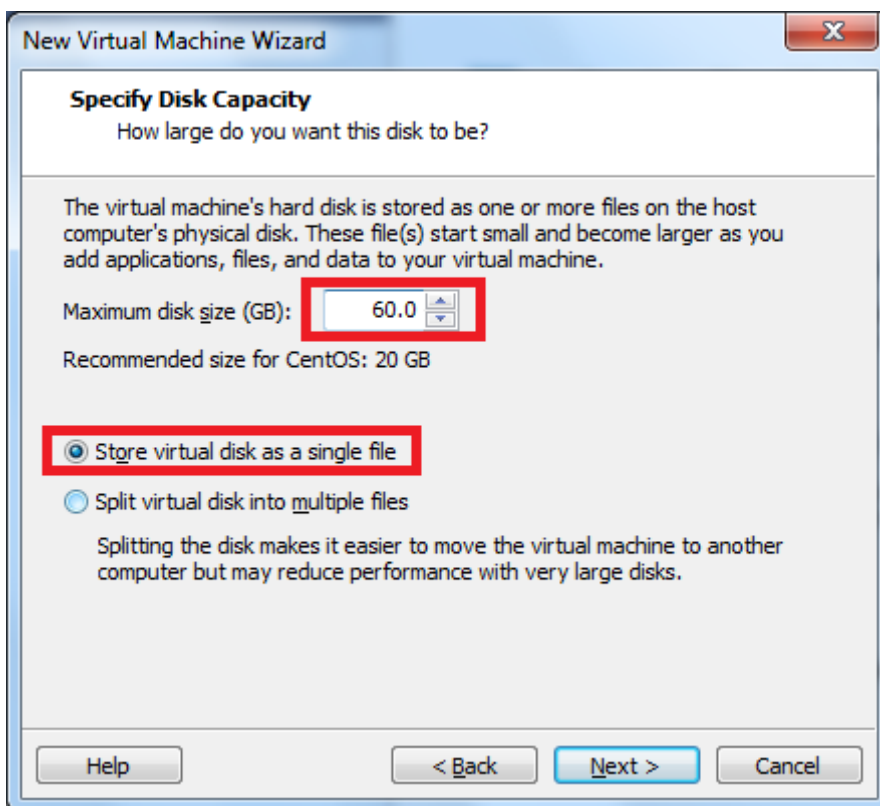 New Virtual Machine Wizard
Specify Disk Capacity
How large do you want this disk to be?
The virtual machine's hard disk is stored as one or more files on the host
computer's physical disk. These file(s) start small and become larger as you
add applications, files, and data to your virtual machine.
Maximum disk size (GB): 60.0
Recommended size for CentOS: 20 GB
Store virtual disk as a single file
Split virtual disk into multiple files
Splitting the disk makes it easier to move the virtual machine to another
computer but may reduce performance with very large disks.
Help < Back Next > Cancel